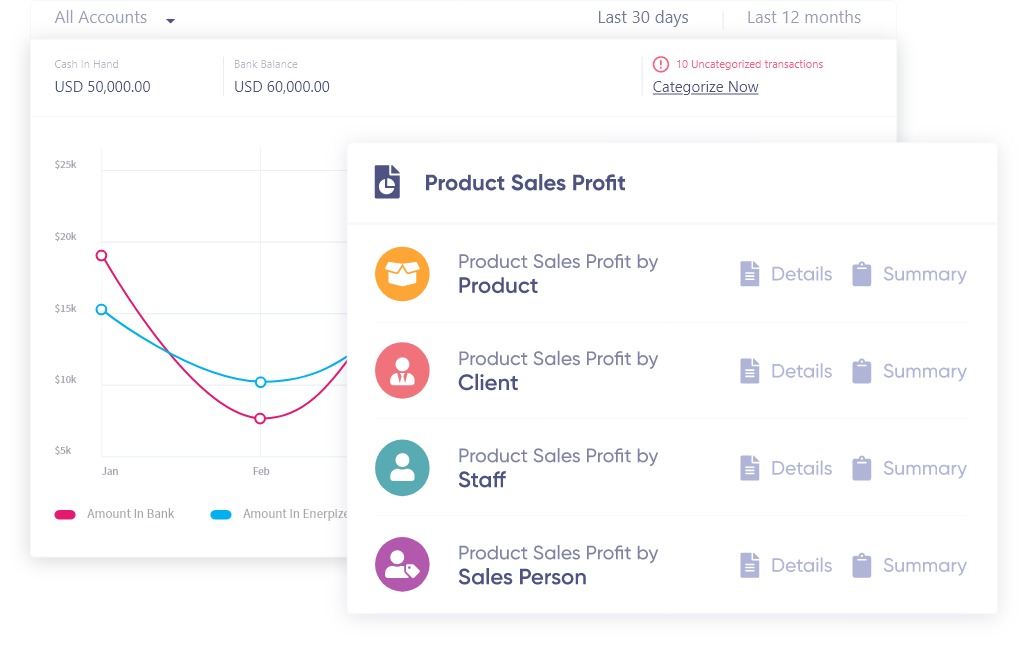 All Accounts
Last 30 days
Last 12 months
Cash In Hand
USD 50,000.00
Bank Balance
USD 60,000.00
10 Uncategorized transactions
Categorize Now
$25k
$20k
$15k
$10k
$5k
Jan
Feb
Amount In Bank
Amount In Enerpize
Product Sales Profit
Product Sales Profit by
Product
Details
Summary
Product Sales Profit by
Client
Details
Summary
Product Sales Profit by
Staff
Details
Summary
Product Sales Profit by
Sales Person
Details
Summary